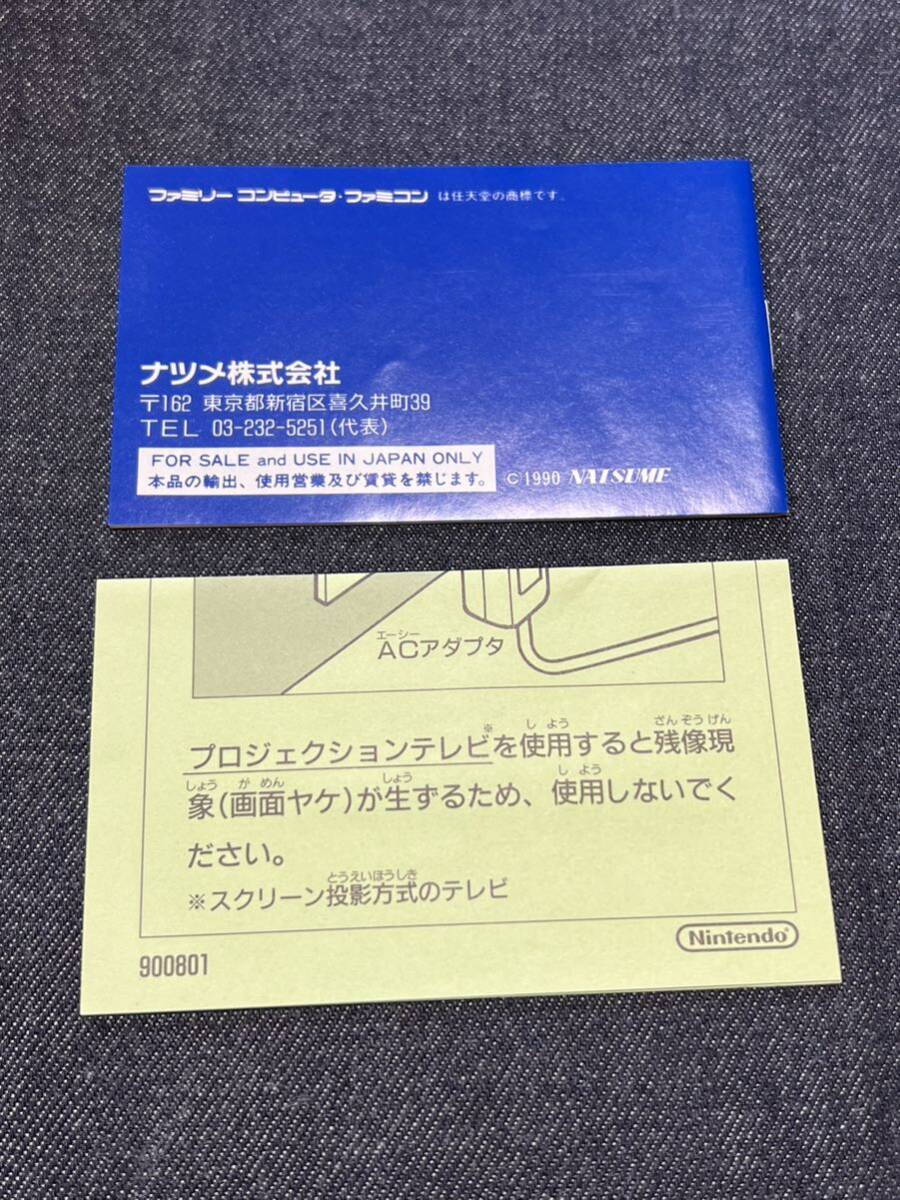 ファミリー コンピュータ・ファミコン は任天堂の商標です。
ナツメ株式会社
〒162 東京都新宿区喜久井町39
TEL 03-232-5251(代表)
FOR SALE and USE IN JAPAN ONLY
本品の輸出、使用営業及び賃貸を禁じます。
©1990 NATSUME
エーシー
ACアダプタ
し よう ざん ぞう げん
プロジェクションテレビ※を使用すると残像現
しょう が めん しょう し よう
象(画面ヤケ)が生ずるため、使用しないでく
ださい。
とうえいほうしき
※スクリーン投影方式のテレビ
Nintendo
900801